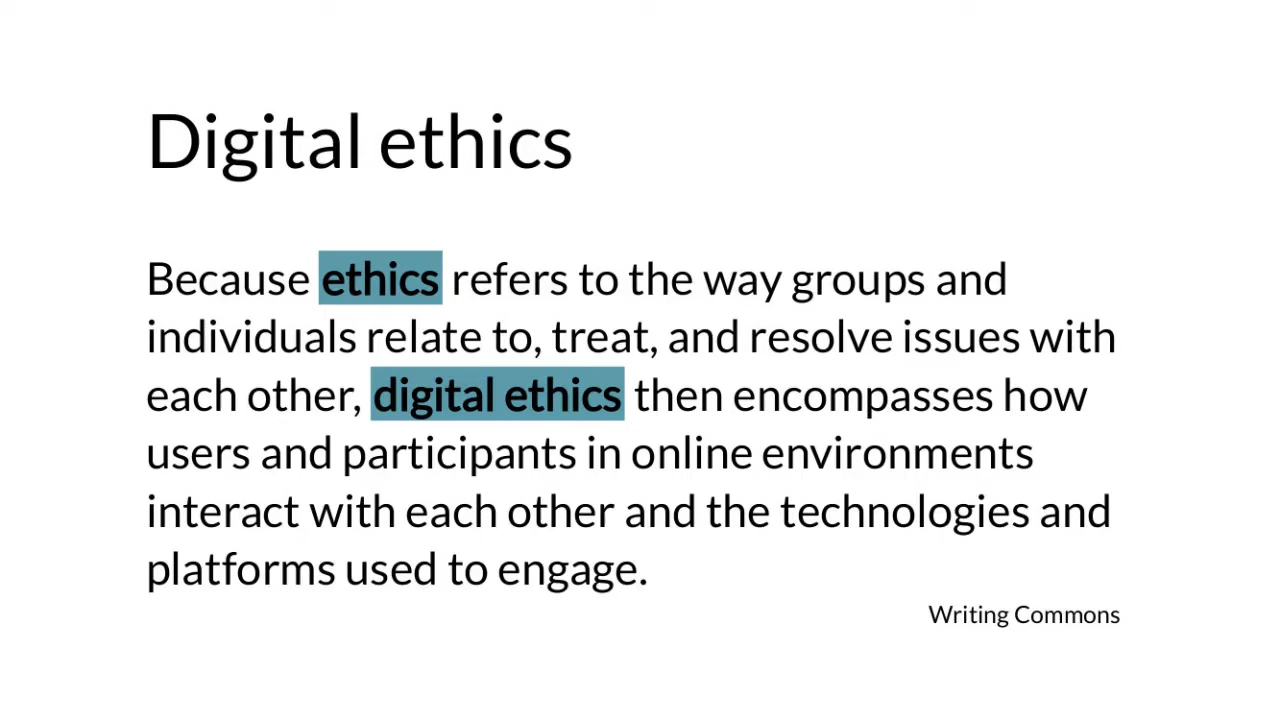 Digital ethics
Because ethics refers to the way groups and
individuals relate to, treat, and resolve issues with
each other, digital ethics then encompasses how
users and participants in online environments
interact with each other and the technologies and
platforms used to engage.
Writing Commons